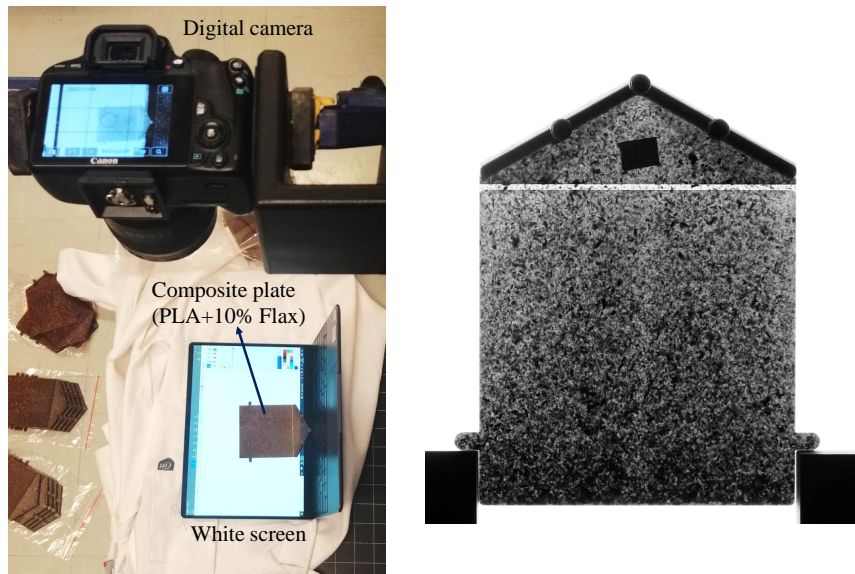 Digital camera
Canon
Composite plate
(PLA+10% Flax)
White screen